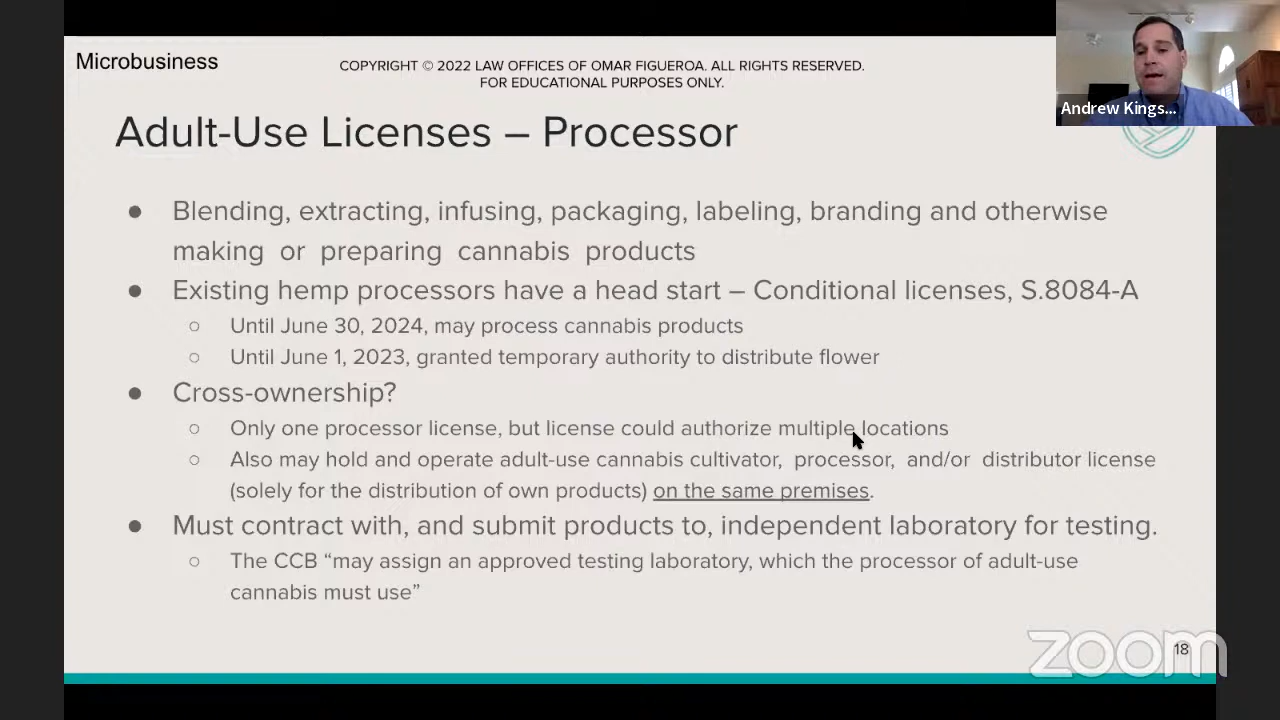 Microbusiness
COPYRIGHT © 2022 LAW OFFICES OF OMAR FIGUEROA. ALL RIGHTS RESERVED.
FOR EDUCATIONAL PURPOSES ONLY.
Andrew Kings...
Adult-Use Licenses – Processor
● Blending, extracting, infusing, packaging, labeling, branding and otherwise
making or preparing cannabis products
● Existing hemp processors have a head start – Conditional licenses, S.8084-A
○ Until June 30, 2024, may process cannabis products
○ Until June 1, 2023, granted temporary authority to distribute flower
● Cross-ownership?
○ Only one processor license, but license could authorize multiple locations
○ Also may hold and operate adult-use cannabis cultivator, processor, and/or distributor license
(solely for the distribution of own products) on the same premises.
● Must contract with, and submit products to, independent laboratory for testing.
○ The CCB “may assign an approved testing laboratory, which the processor of adult-use
cannabis must use”
18
zoom